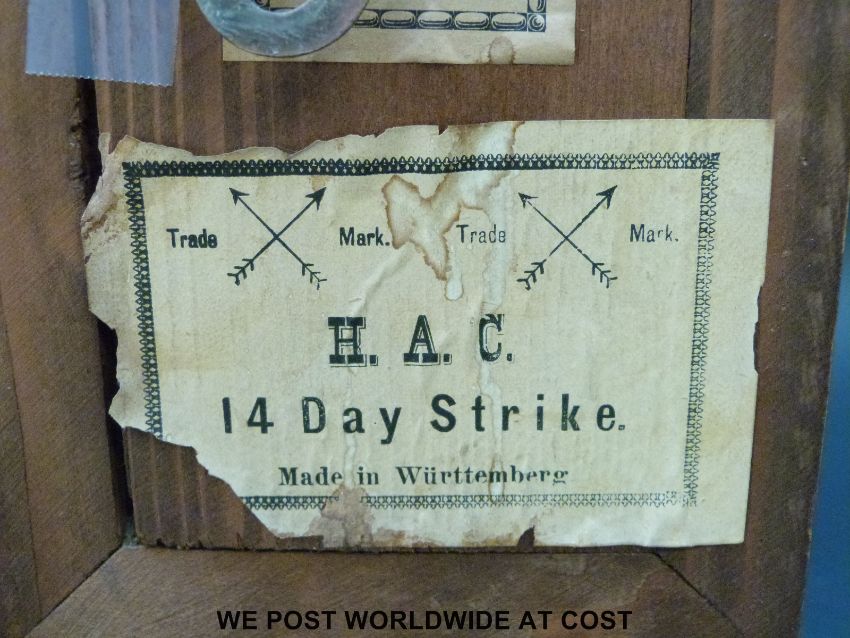 Trade Mark. Trade Mark.
H. A. C.
14 Day Strike.
Made in Württemberg
WE POST WORLDWIDE AT COST